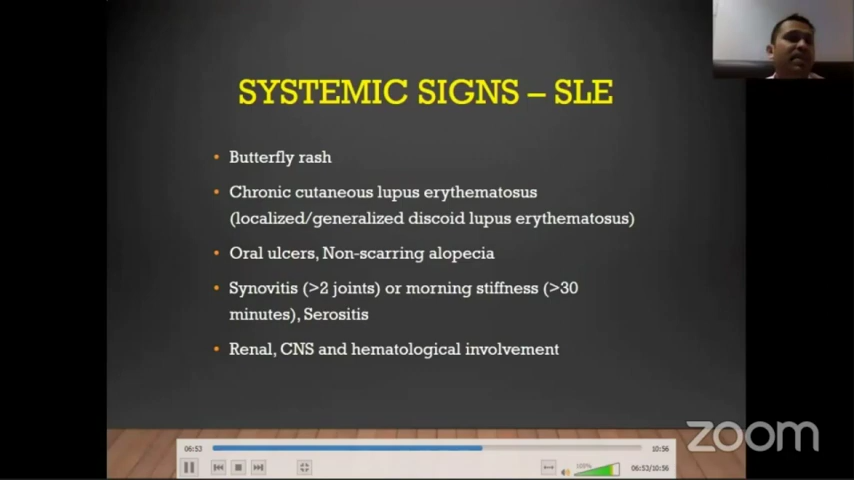 SYSTEMIC SIGNS – SLE
• Butterfly rash
• Chronic cutaneous lupus erythematosus
(localized/generalized discoid lupus erythematosus)
• Oral ulcers, Non-scarring alopecia
• Synovitis (>2 joints) or morning stiffness (>30
minutes), Serositis
• Renal, CNS and hematological involvement
zoom
06:53
10:56
100%
06:53/10:56